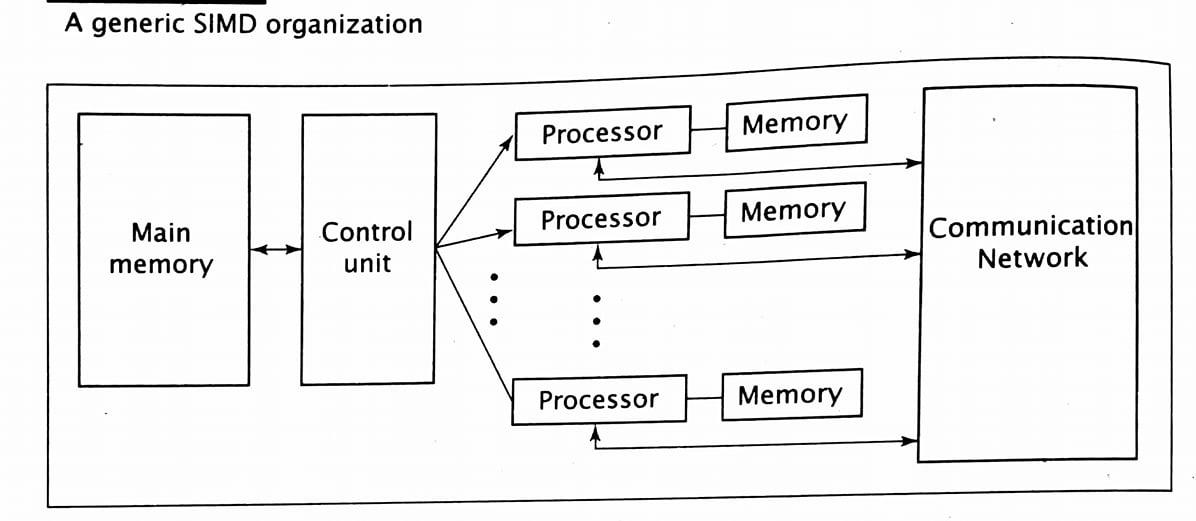 A generic SIMD organization
Main
memory
Control
unit
Processor
Memory
Processor
Memory
Processor
Memory
Communication
Network